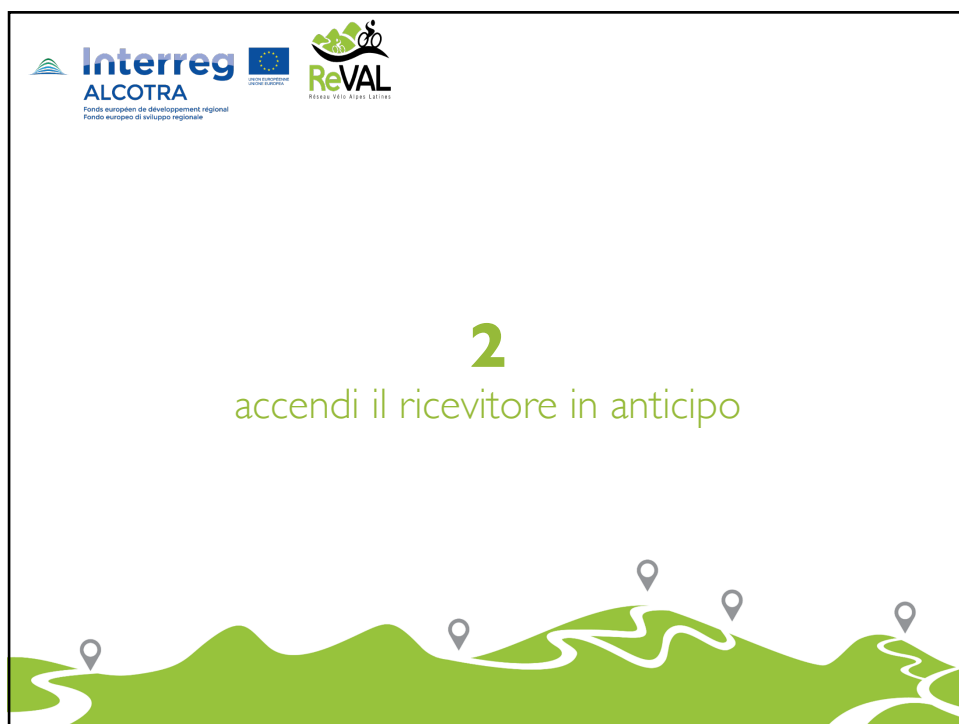 Interreg
ALCOTRA
Fonds européen de développement régional
Fondo europeo di sviluppo regionale
UNION EUROPÉENNE
UNIONE EUROPEA
ReVAL
Réseau Vélo Alpes Latines
2
accendi il ricevitore in anticipo